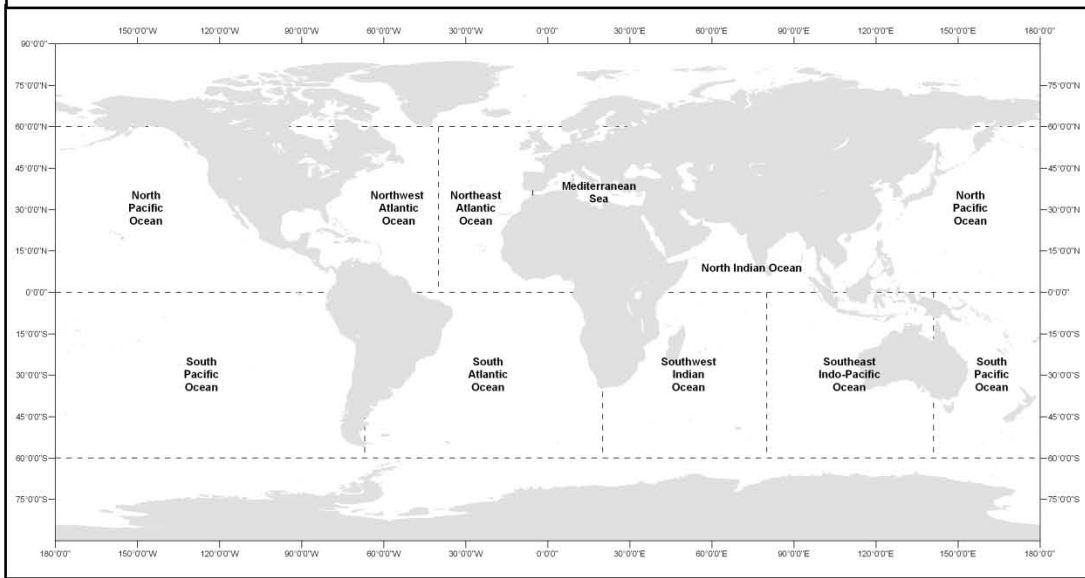 150°0'0"W 120°0'0"W 90°0'0"W 60°0'0"W 30°0'0"W 0°0'0" 30°0'0"E 60°0'0"E 90°0'0"E 120°0'0"E 150°0'0"E 180°0'0"
90°0'0"
75°0'0"N 75°0'0"N
60°0'0"N 60°0'0"N
45°0'0"N 45°0'0"N
Mediterranean
Sea
North
Pacific
Ocean
Northwest
Atlantic
Ocean
Northeast
Atlantic
Ocean
North
Pacific
Ocean
30°0'0"N 30°0'0"N
15°0'0"N 15°0'0"N
North Indian Ocean
0°0'0" 0°0'0"
15°0'0"S 15°0'0"S
South
Pacific
Ocean
South
Atlantic
Ocean
Southwest
Indian
Ocean
Southeast
Indo-Pacific
Ocean
South
Pacific
Ocean
30°0'0"S 30°0'0"S
45°0'0"S 45°0'0"S
60°0'0"S 60°0'0"S
75°0'0"S 75°0'0"S
180°0'0" 150°0'0"W 120°0'0"W 90°0'0"W 60°0'0"W 30°0'0"W 0°0'0" 30°0'0"E 60°0'0"E 90°0'0"E 120°0'0"E 150°0'0"E 180°0'0"